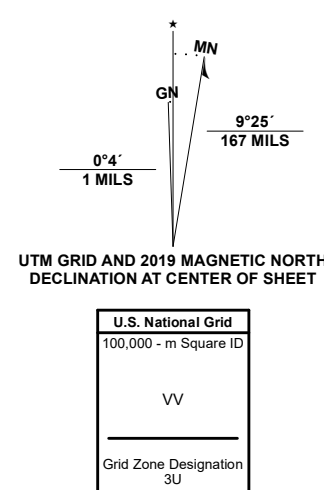 ★
MN
GN
9°25´
167 MILS
0°4´
1 MILS
UTM GRID AND 2019 MAGNETIC NORTH
DECLINATION AT CENTER OF SHEET
U.S. National Grid
100,000 - m Square ID
VV
Grid Zone Designation
3U